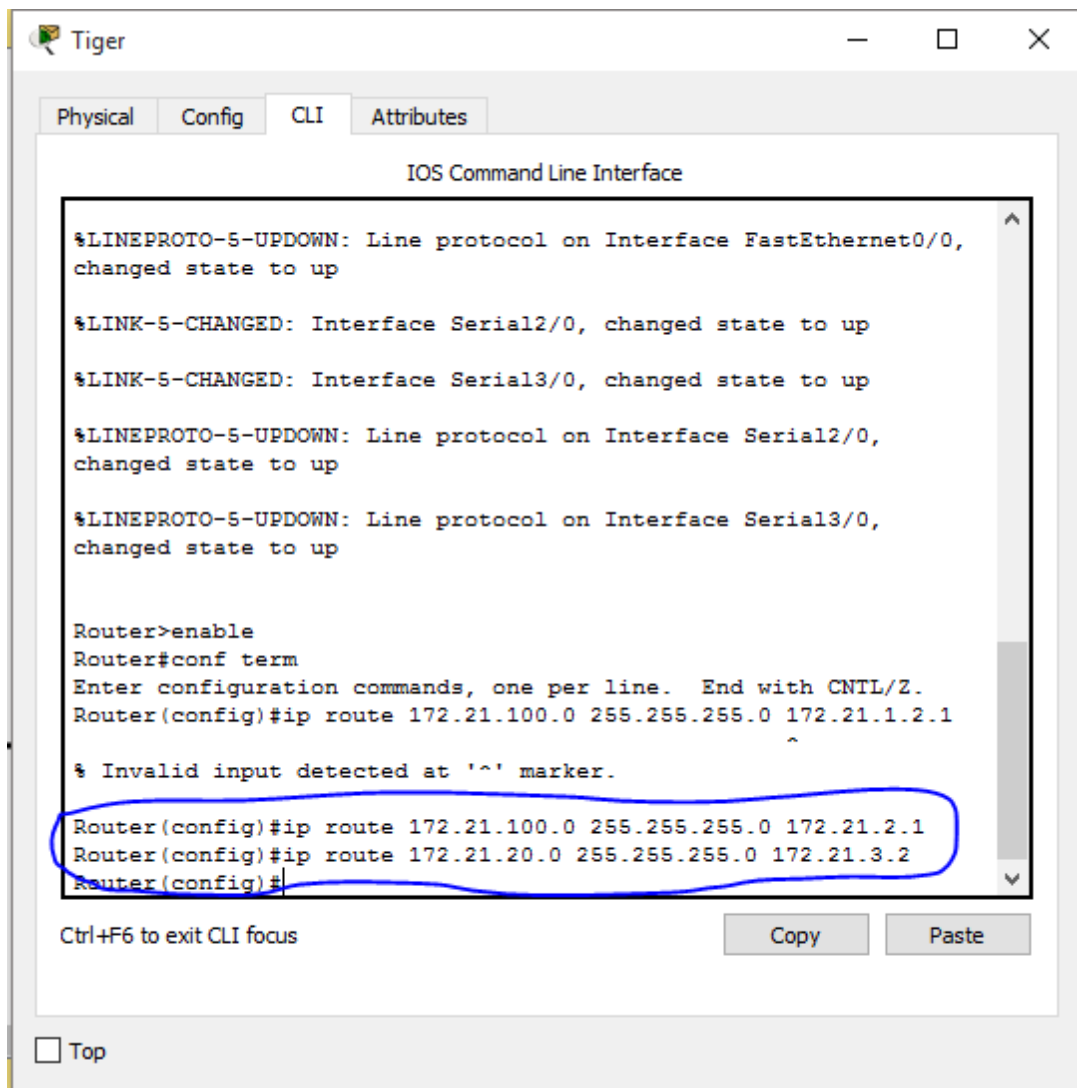 Tiger
Physical Config CLI Attributes
IOS Command Line Interface
%LINEPROTO-5-UPDOWN: Line protocol on Interface FastEthernet0/0,
changed state to up
%LINK-5-CHANGED: Interface Serial2/0, changed state to up
%LINK-5-CHANGED: Interface Serial3/0, changed state to up
%LINEPROTO-5-UPDOWN: Line protocol on Interface Serial2/0,
changed state to up
%LINEPROTO-5-UPDOWN: Line protocol on Interface Serial3/0,
changed state to up
Router>enable
Router#conf term
Enter configuration commands, one per line.  End with CNTL/Z.
Router(config)#ip route 172.21.100.0 255.255.255.0 172.21.1.2.1
^
% Invalid input detected at '^' marker.
Router(config)#ip route 172.21.100.0 255.255.255.0 172.21.2.1
Router(config)#ip route 172.21.20.0 255.255.255.0 172.21.3.2
Router(config)#
Ctrl+F6 to exit CLI focus
Copy Paste
Top